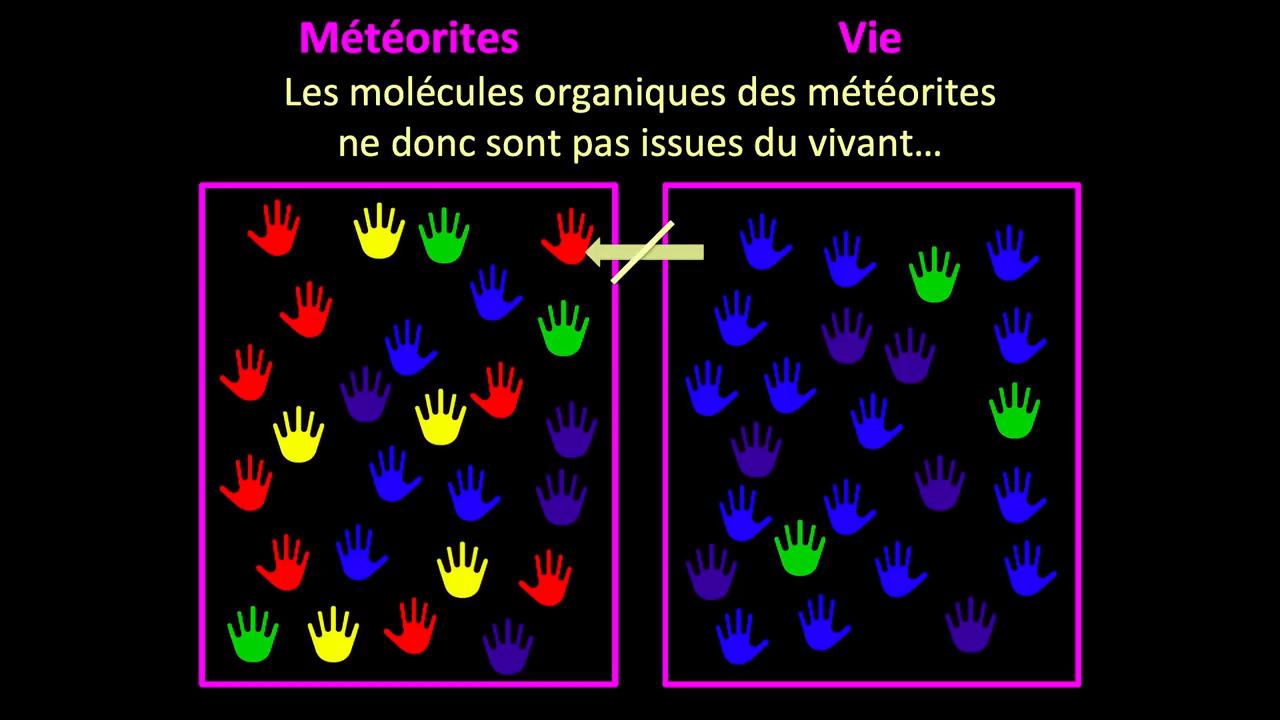 Météorites
Vie
Les molécules organiques des météorites
ne donc sont pas issues du vivant…